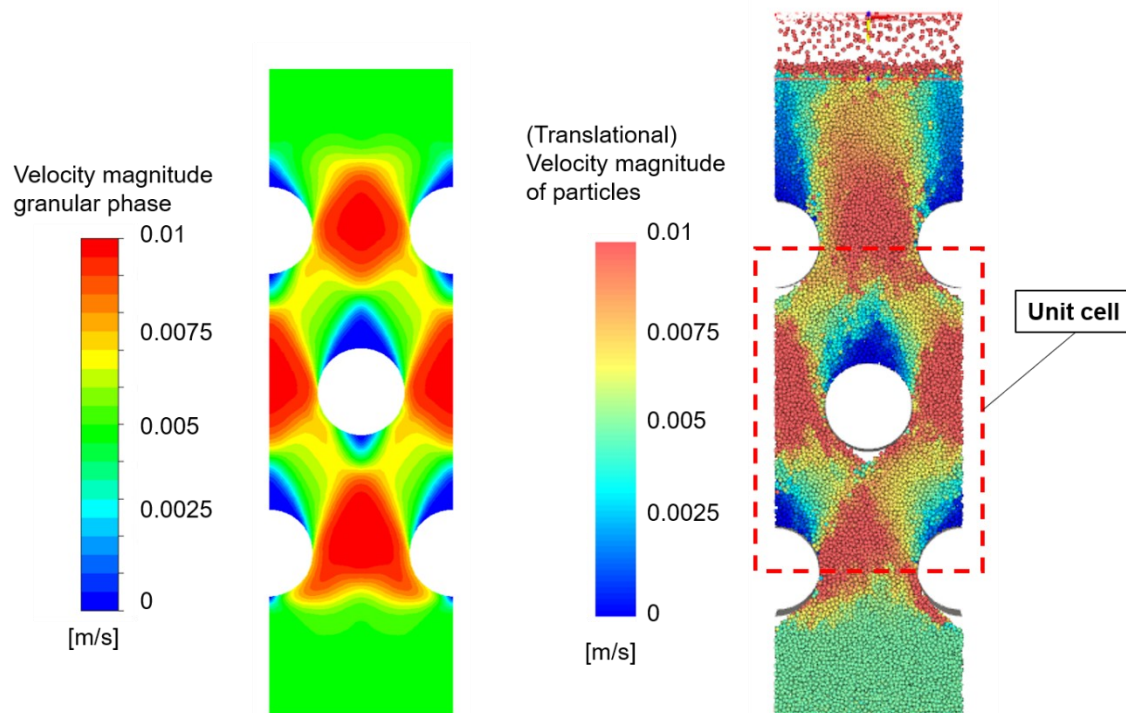 Velocity magnitude
granular phase
0.01
0.0075
0.005
0.0025
0
[m/s]
(Translational)
Velocity magnitude
of particles
0.01
0.0075
0.005
0.0025
0
[m/s]
Unit cell